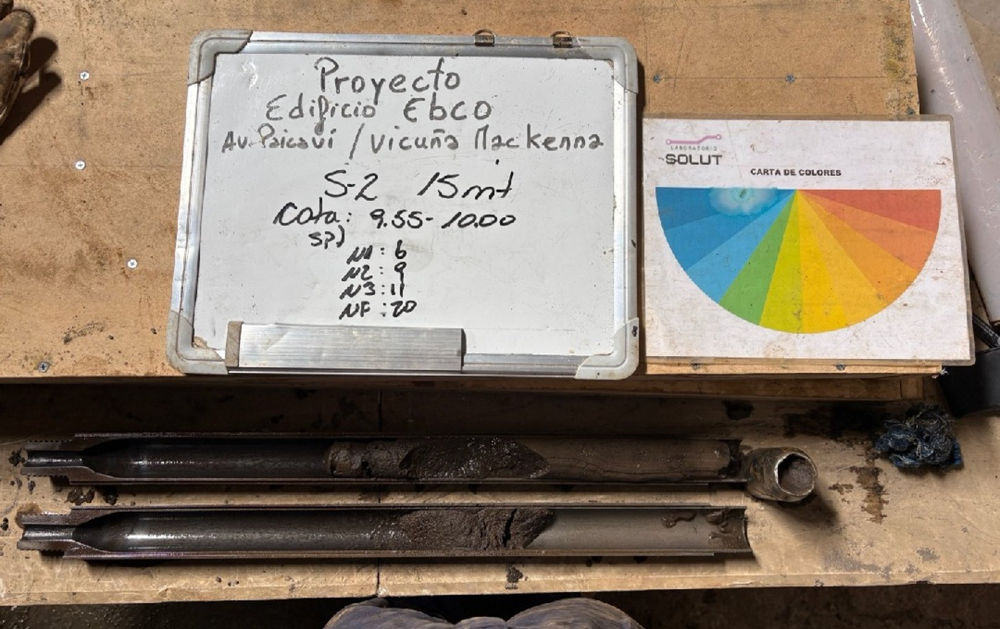 Proyecto
Edificio Ebco
Av. Paicavi / Vicuña Mackenna
S-2 15mt
Cota: 9.55-10.00
spt
N1: 6
N2: 9
N3: 11
NF: 20
LABORATORIO
SOLUT
CARTA DE COLORES